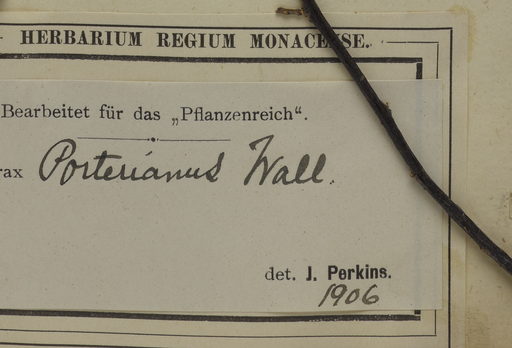 HERBARIUM REGIUM MONACENSE.
Bearbeitet für das „Pflanzenreich“.
rax Porterianus Wall.
det. J. Perkins.
1906